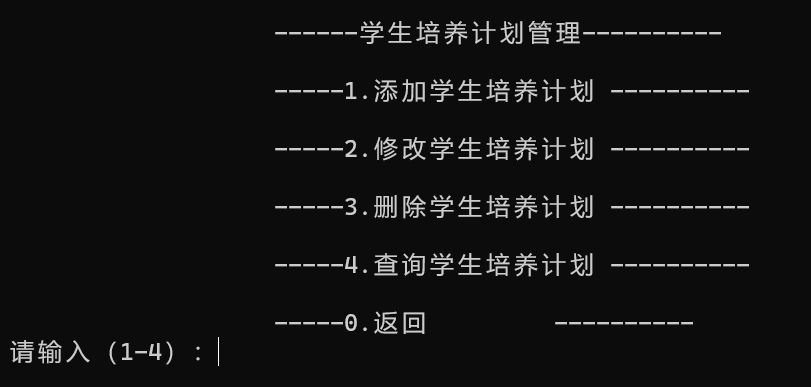 ------学生培养计划管理----------
-----1.添加学生培养计划 ----------
-----2.修改学生培养计划 ----------
-----3.删除学生培养计划 ----------
-----4.查询学生培养计划 ----------
-----0.返回         ----------
请输入（1-4）：